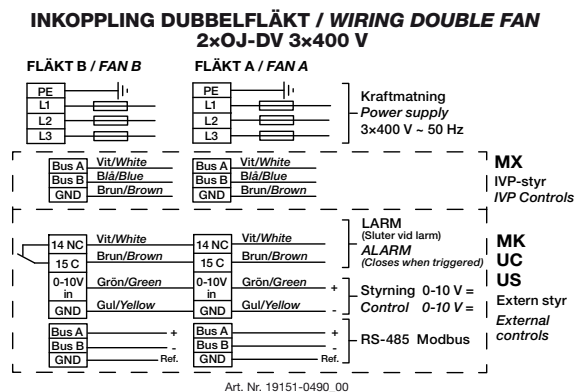 INKOPPLING DUBBELFLÄKT / WIRING DOUBLE FAN
2×OJ-DV 3×400 V
FLÄKT B / FAN B
FLÄKT A / FAN A
PE
L1
L2
L3
PE
L1
L2
L3
Kraftmatning
Power supply
3×400 V ~ 50 Hz
Bus A Vit/White
Bus B Blå/Blue
GND Brun/Brown
Bus A Vit/White
Bus B Blå/Blue
GND Brun/Brown
MX
IVP-styr
IVP Controls
14 NC Vit/White
15 C Brun/Brown
0-10V in Grön/Green
GND Gul/Yellow
14 NC Vit/White
15 C Brun/Brown
0-10V in Grön/Green +
GND Gul/Yellow -
LARM
(Sluter vid larm)
ALARM
(Closes when triggered)
Styrning 0-10 V =
Control 0-10 V =
MK
UC
US
Extern styr
External
controls
Bus A +
Bus B -
GND Ref.
Bus A +
Bus B -
GND Ref.
RS-485 Modbus
Art. Nr. 19151-0490_00